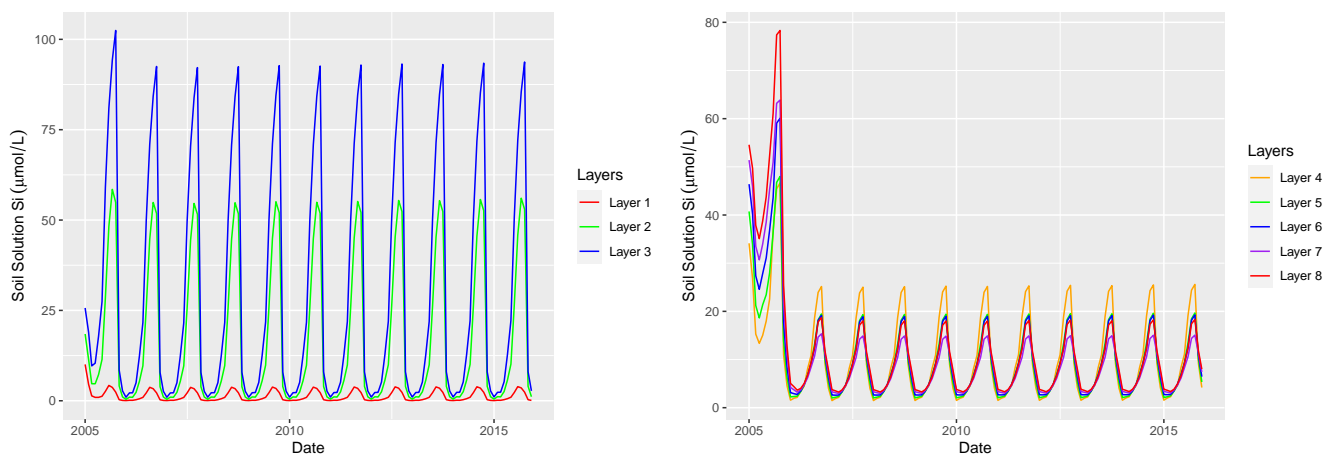 Soil Solution Si (μmol/L)
100
75
50
25
0
2005
2010
2015
Date
Layers
Layer 1
Layer 2
Layer 3
Soil Solution Si (μmol/L)
80
60
40
20
0
2005
2010
2015
Date
Layers
Layer 4
Layer 5
Layer 6
Layer 7
Layer 8